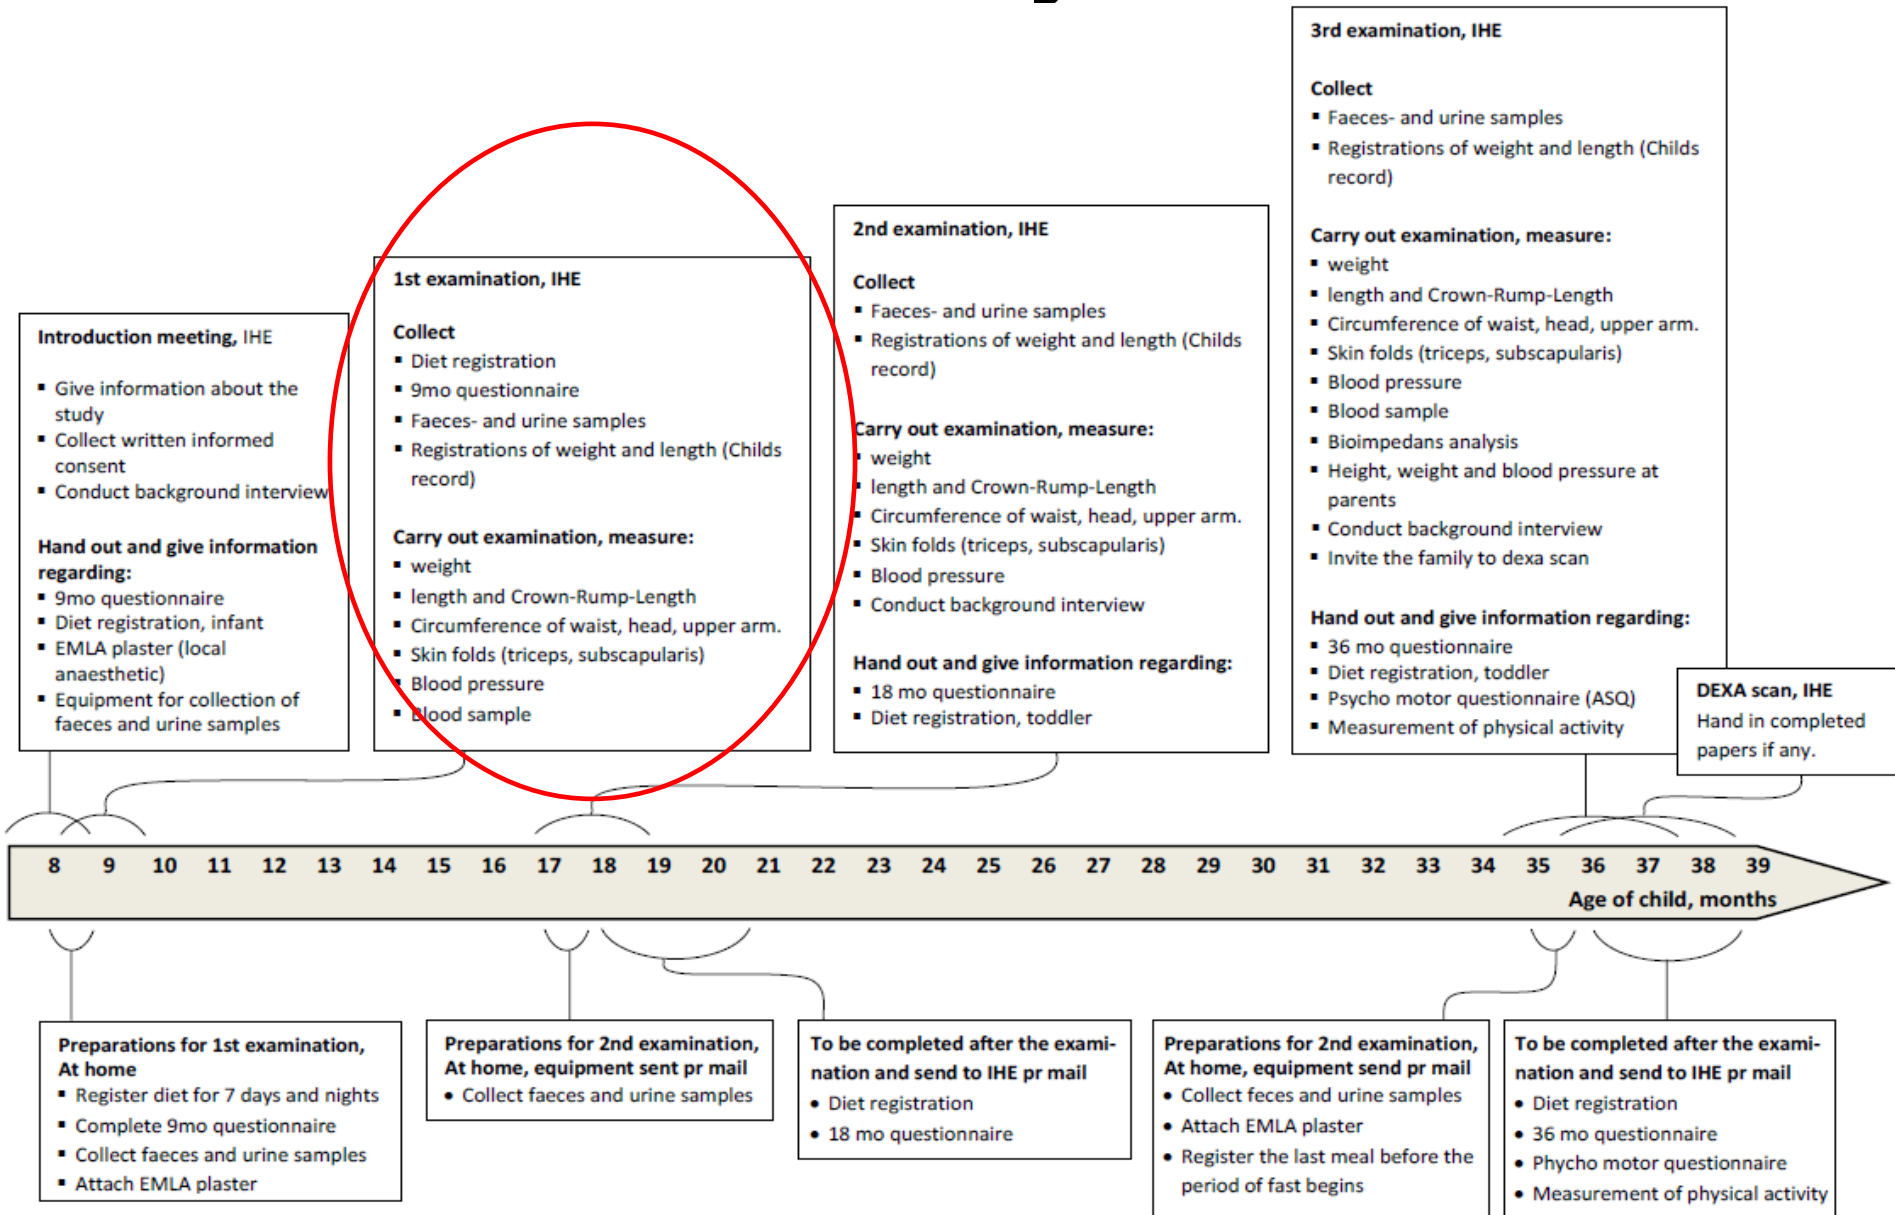 Introduction meeting, IHE
▪ Give information about the
study
▪ Collect written informed
consent
▪ Conduct background interview
Hand out and give information
regarding:
▪ 9mo questionnaire
▪ Diet registration, infant
▪ EMLA plaster (local
anaesthetic)
▪ Equipment for collection of
faeces and urine samples
1st examination, IHE
Collect
▪ Diet registration
▪ 9mo questionnaire
▪ Faeces- and urine samples
▪ Registrations of weight and length (Childs
record)
Carry out examination, measure:
▪ weight
▪ length and Crown-Rump-Length
▪ Circumference of waist, head, upper arm.
▪ Skin folds (triceps, subscapularis)
▪ Blood pressure
▪ Blood sample
2nd examination, IHE
Collect
▪ Faeces- and urine samples
▪ Registrations of weight and length (Childs
record)
Carry out examination, measure:
▪ weight
▪ length and Crown-Rump-Length
▪ Circumference of waist, head, upper arm.
▪ Skin folds (triceps, subscapularis)
▪ Blood pressure
▪ Conduct background interview
Hand out and give information regarding:
▪ 18 mo questionnaire
▪ Diet registration, toddler
3rd examination, IHE
Collect
▪ Faeces- and urine samples
▪ Registrations of weight and length (Childs
record)
Carry out examination, measure:
▪ weight
▪ length and Crown-Rump-Length
▪ Circumference of waist, head, upper arm.
▪ Skin folds (triceps, subscapularis)
▪ Blood pressure
▪ Blood sample
▪ Bioimpedans analysis
▪ Height, weight and blood pressure at
parents
▪ Conduct background interview
▪ Invite the family to dexa scan
Hand out and give information regarding:
▪ 36 mo questionnaire
▪ Diet registration, toddler
▪ Psycho motor questionnaire (ASQ)
▪ Measurement of physical activity
DEXA scan, IHE
Hand in completed
papers if any.
8 9 10 11 12 13 14 15 16 17 18 19 20 21 22 23 24 25 26 27 28 29 30 31 32 33 34 35 36 37 38 39
Age of child, months
Preparations for 1st examination,
At home
▪ Register diet for 7 days and nights
▪ Complete 9mo questionnaire
▪ Collect faeces and urine samples
▪ Attach EMLA plaster
Preparations for 2nd examination,
At home, equipment sent pr mail
• Collect faeces and urine samples
To be completed after the exami-
nation and send to IHE pr mail
• Diet registration
• 18 mo questionnaire
Preparations for 2nd examination,
At home, equipment send pr mail
• Collect feces and urine samples
• Attach EMLA plaster
• Register the last meal before the
period of fast begins
To be completed after the exami-
nation and send to IHE pr mail
• Diet registration
• 36 mo questionnaire
• Phycho motor questionnaire
• Measurement of physical activity